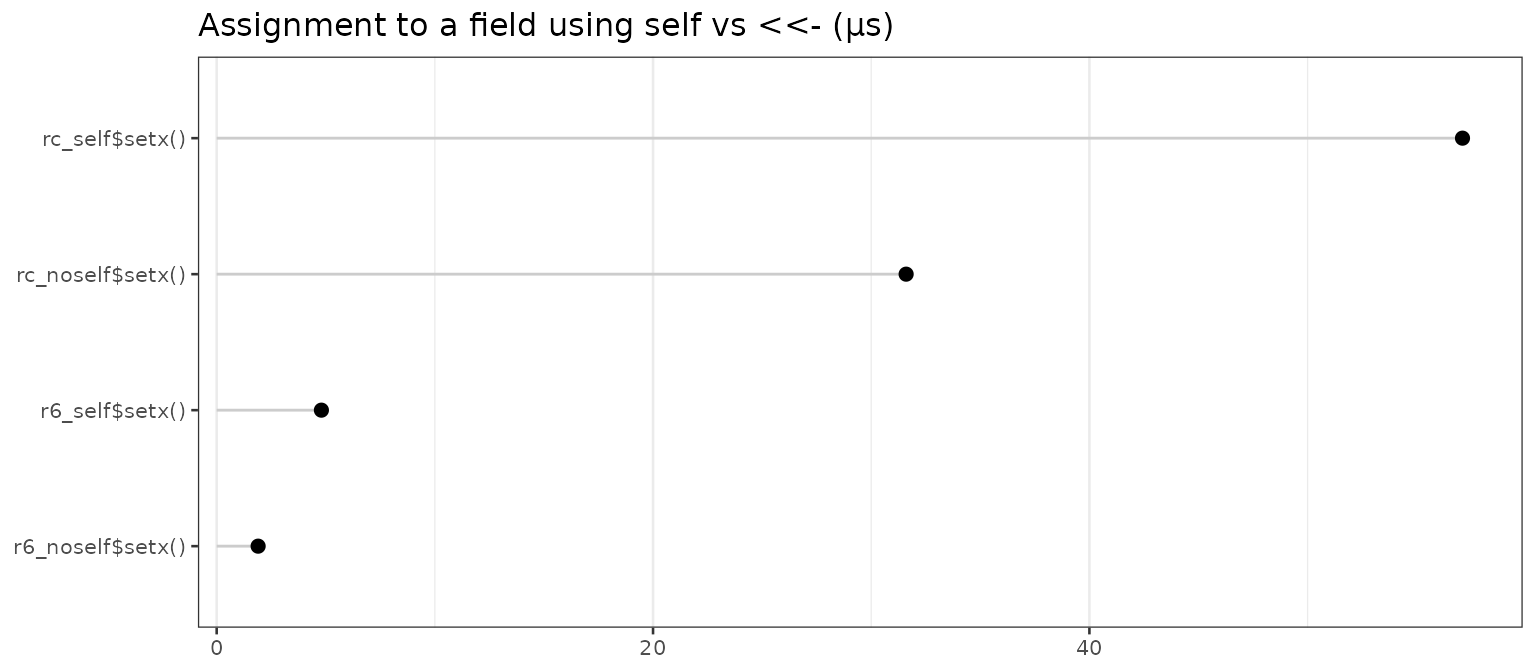 Assignment to a field using self vs <<- (µs)
rc_self$setx()
rc_noself$setx()
r6_self$setx()
r6_noself$setx()
0 20 40